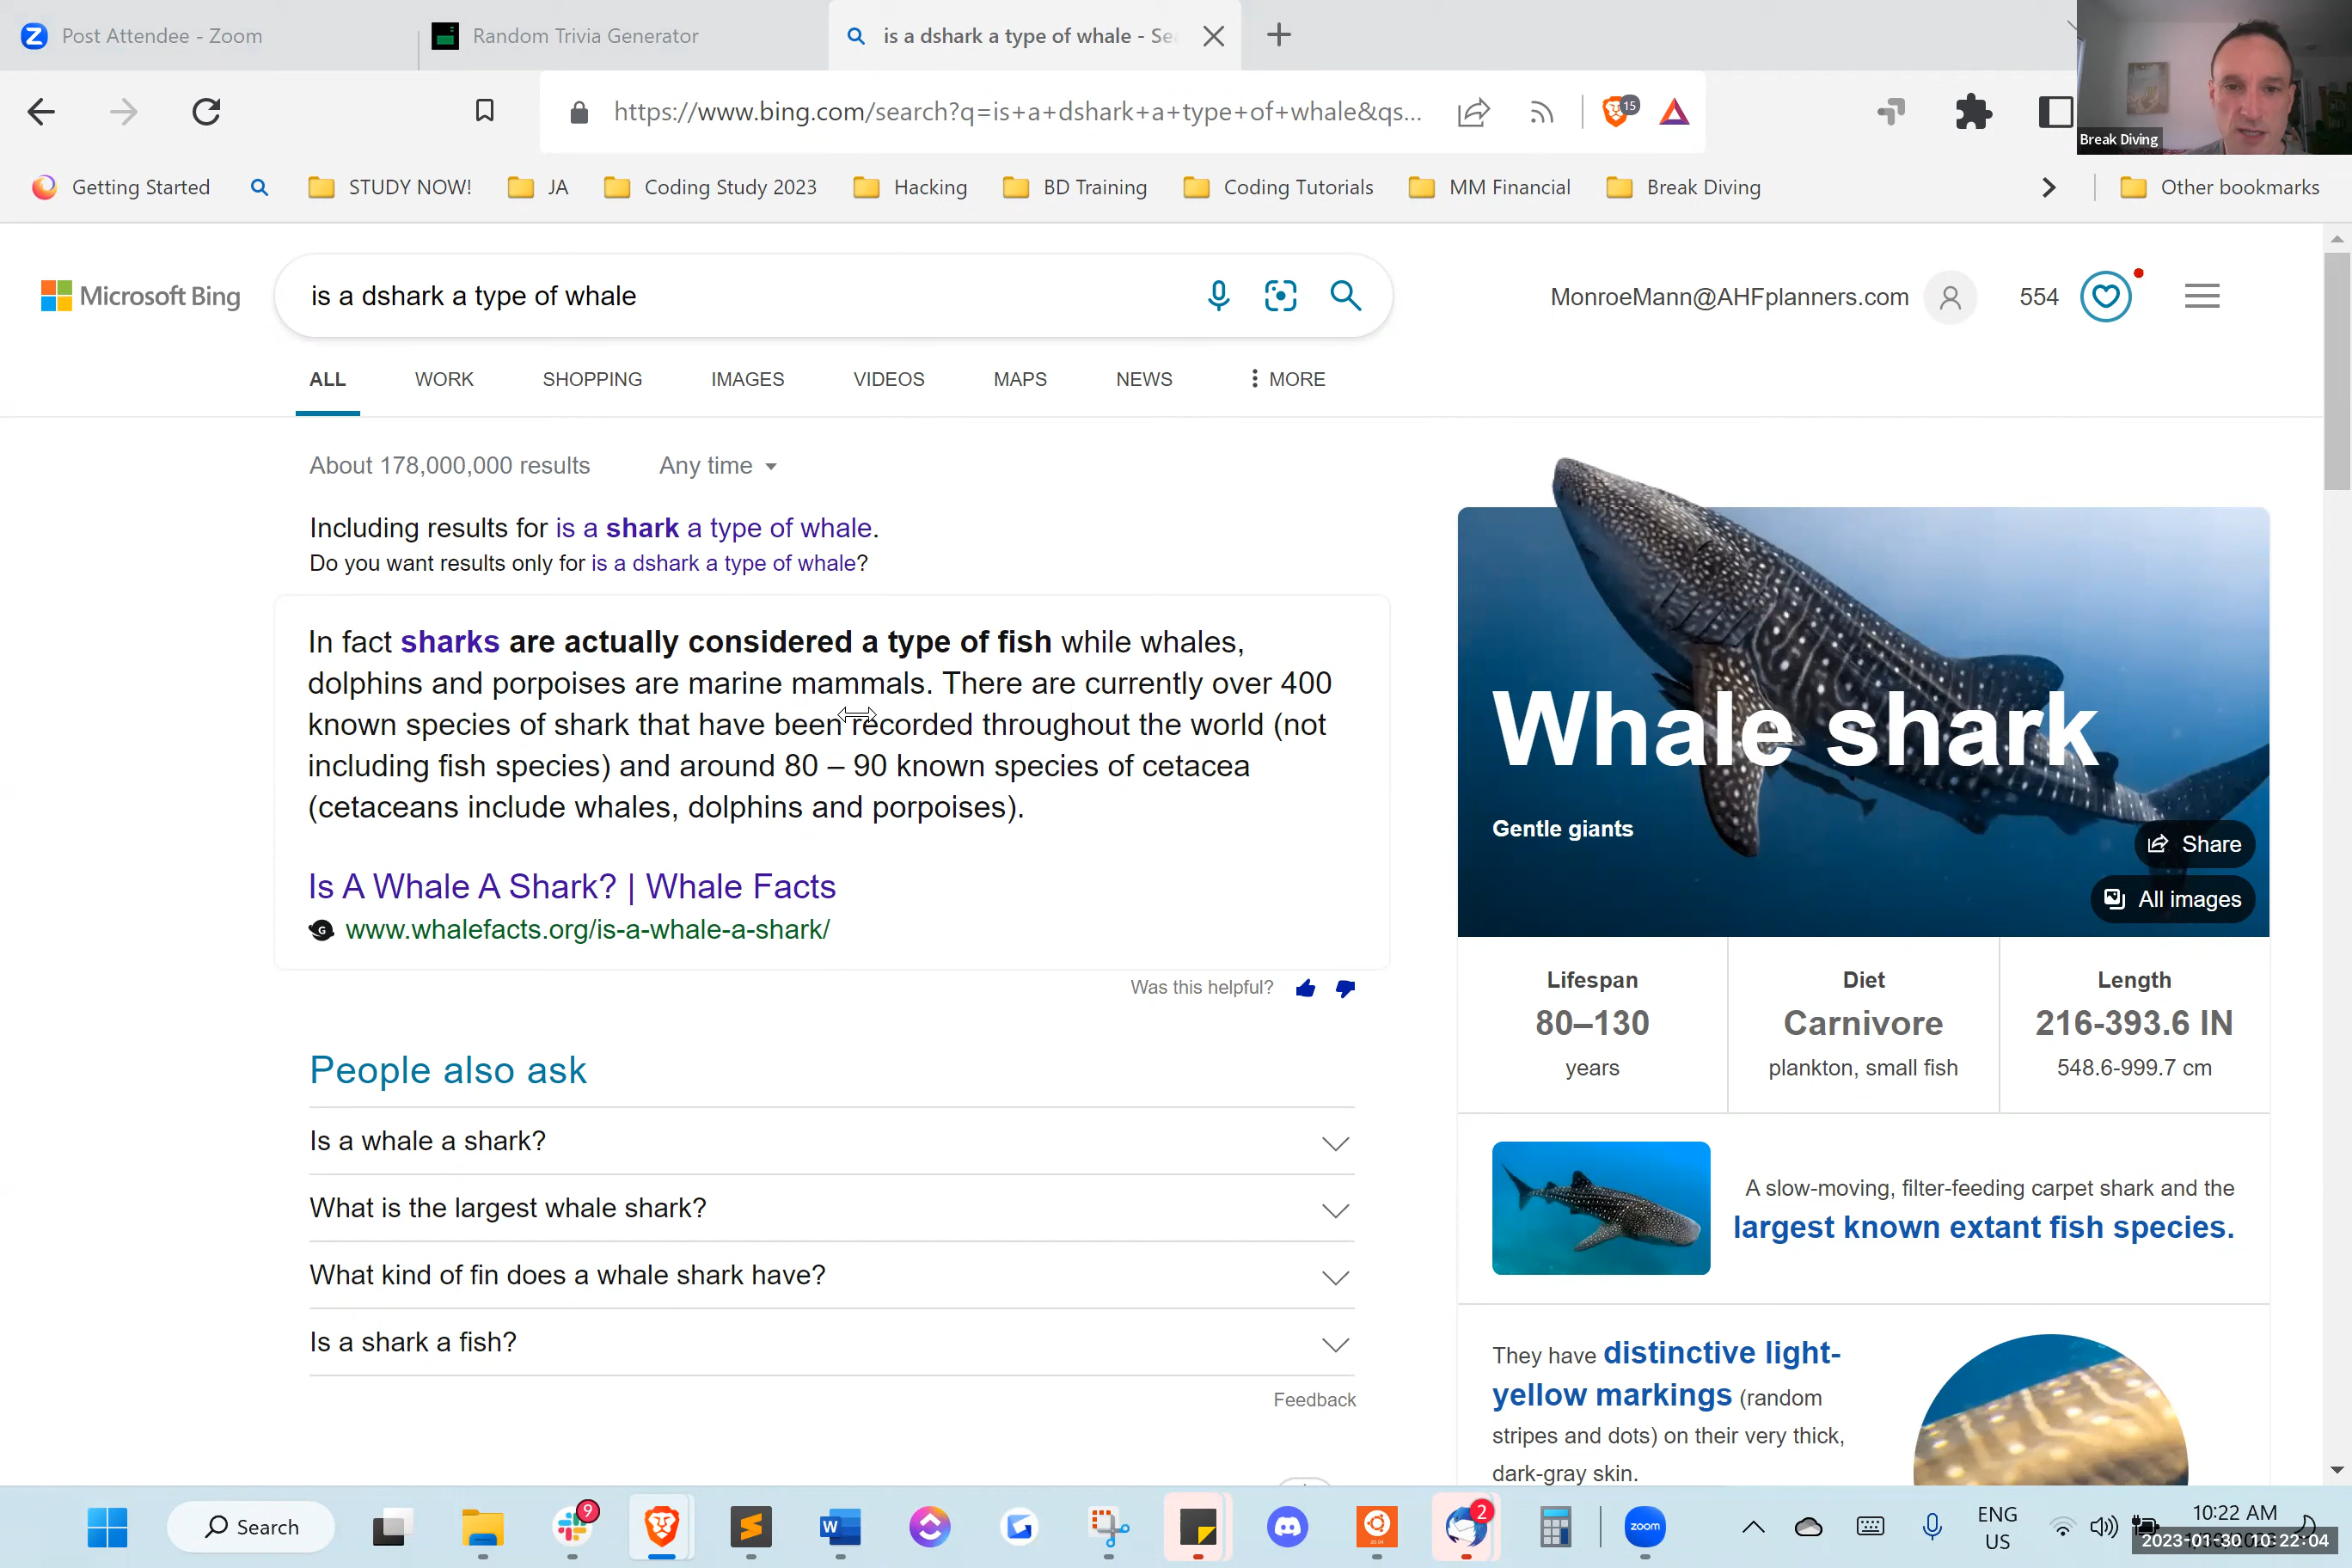 Post Attendee - Zoom
Random Trivia Generator
is a dshark a type of whale - Se
https://www.bing.com/search?q=is+a+dshark+a+type+of+whale&qs...
15
Break Diving
Getting Started
STUDY NOW!
JA
Coding Study 2023
Hacking
BD Training
Coding Tutorials
MM Financial
Break Diving
Other bookmarks
Microsoft Bing
is a dshark a type of whale
MonroeMann@AHFplanners.com
554
ALL
WORK
SHOPPING
IMAGES
VIDEOS
MAPS
NEWS
MORE
About 178,000,000 results
Any time
Including results for is a shark a type of whale.
Do you want results only for is a dshark a type of whale?
In fact sharks are actually considered a type of fish while whales,
dolphins and porpoises are marine mammals. There are currently over 400
known species of shark that have been recorded throughout the world (not
including fish species) and around 80 – 90 known species of cetacea
(cetaceans include whales, dolphins and porpoises).
Is A Whale A Shark? | Whale Facts
G
www.whalefacts.org/is-a-whale-a-shark/
Was this helpful?
People also ask
Is a whale a shark?
What is the largest whale shark?
What kind of fin does a whale shark have?
Is a shark a fish?
Feedback
Whale shark
Gentle giants
Share
All images
Lifespan
80–130
years
Diet
Carnivore
plankton, small fish
Length
216-393.6 IN
548.6-999.7 cm
A slow-moving, filter-feeding carpet shark and the
largest known extant fish species.
They have distinctive light-
yellow markings (random
stripes and dots) on their very thick,
dark-gray skin.
Search
9
W
2
zoom
ENG
US
10:22 AM
2023-01-30 10:22:04